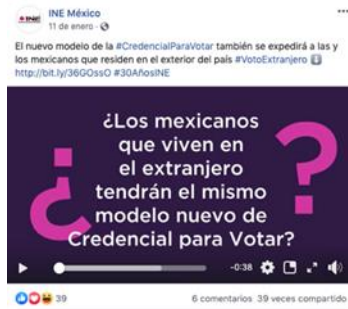 INE México
11 de enero ·
El nuevo modelo de la #CredencialParaVotar también se expedirá a las y
los mexicanos que residen en el exterior del país #VotoExtranjero
http://bit.ly/36GOssO #30AñosINE
¿Los mexicanos
que viven en
el extranjero
tendrán el mismo
modelo nuevo de
Credencial para Votar?
-0:38
39
6 comentarios 39 veces compartido